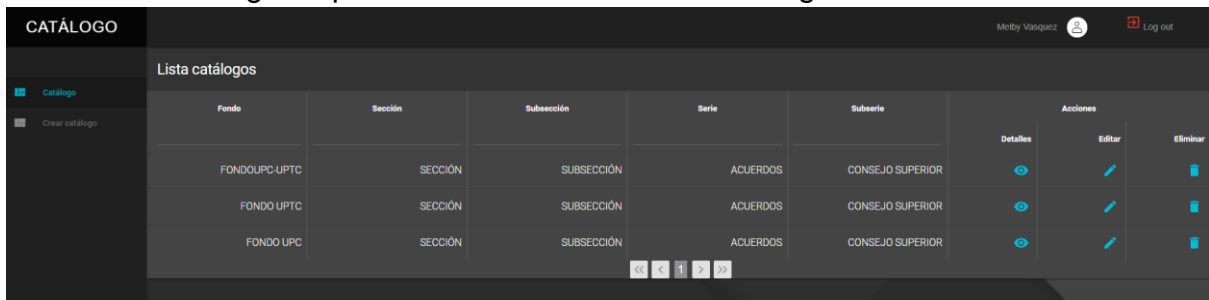 CATÁLOGO
Melby Vasquez
Log out
Lista catálogos
Catálogo
Crear catálogo
Fondo Sección Subsección Serie Subserie Acciones
Detalles Editar Eliminar
FONDOUPC-UPTC SECCIÓN SUBSECCIÓN ACUERDOS CONSEJO SUPERIOR
FONDO UPTC SECCIÓN SUBSECCIÓN ACUERDOS CONSEJO SUPERIOR
FONDO UPC SECCIÓN SUBSECCIÓN ACUERDOS CONSEJO SUPERIOR
<< < 1 > >>